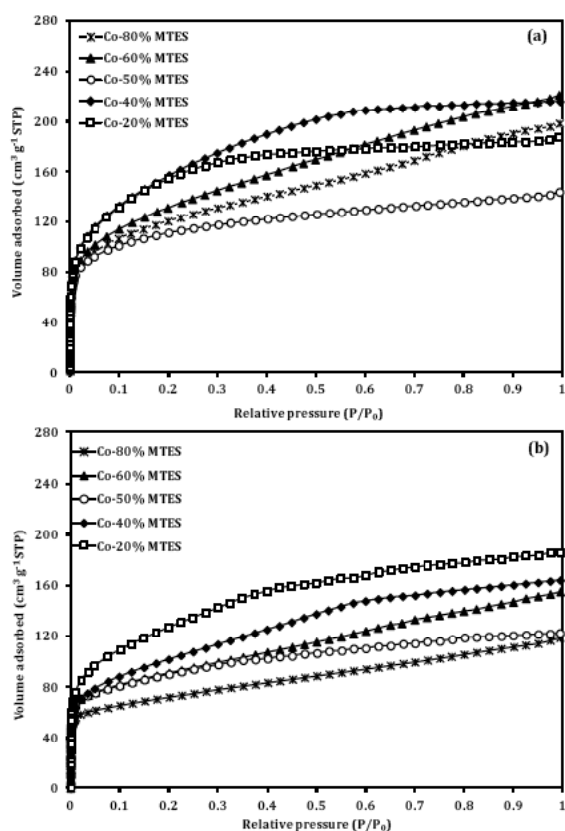 280
240
200
160
120
80
40
0
Volume adsorbed (cm³ g⁻¹ STP)
Co-80% MTES
Co-60% MTES
Co-50% MTES
Co-40% MTES
Co-20% MTES
(a)
0 0.1 0.2 0.3 0.4 0.5 0.6 0.7 0.8 0.9 1
Relative pressure (P/P₀)
280
240
200
160
120
80
40
0
Volume adsorbed (cm³ g⁻¹ STP)
Co-80% MTES
Co-60% MTES
Co-50% MTES
Co-40% MTES
Co-20% MTES
(b)
0 0.1 0.2 0.3 0.4 0.5 0.6 0.7 0.8 0.9 1
Relative pressure (P/P₀)